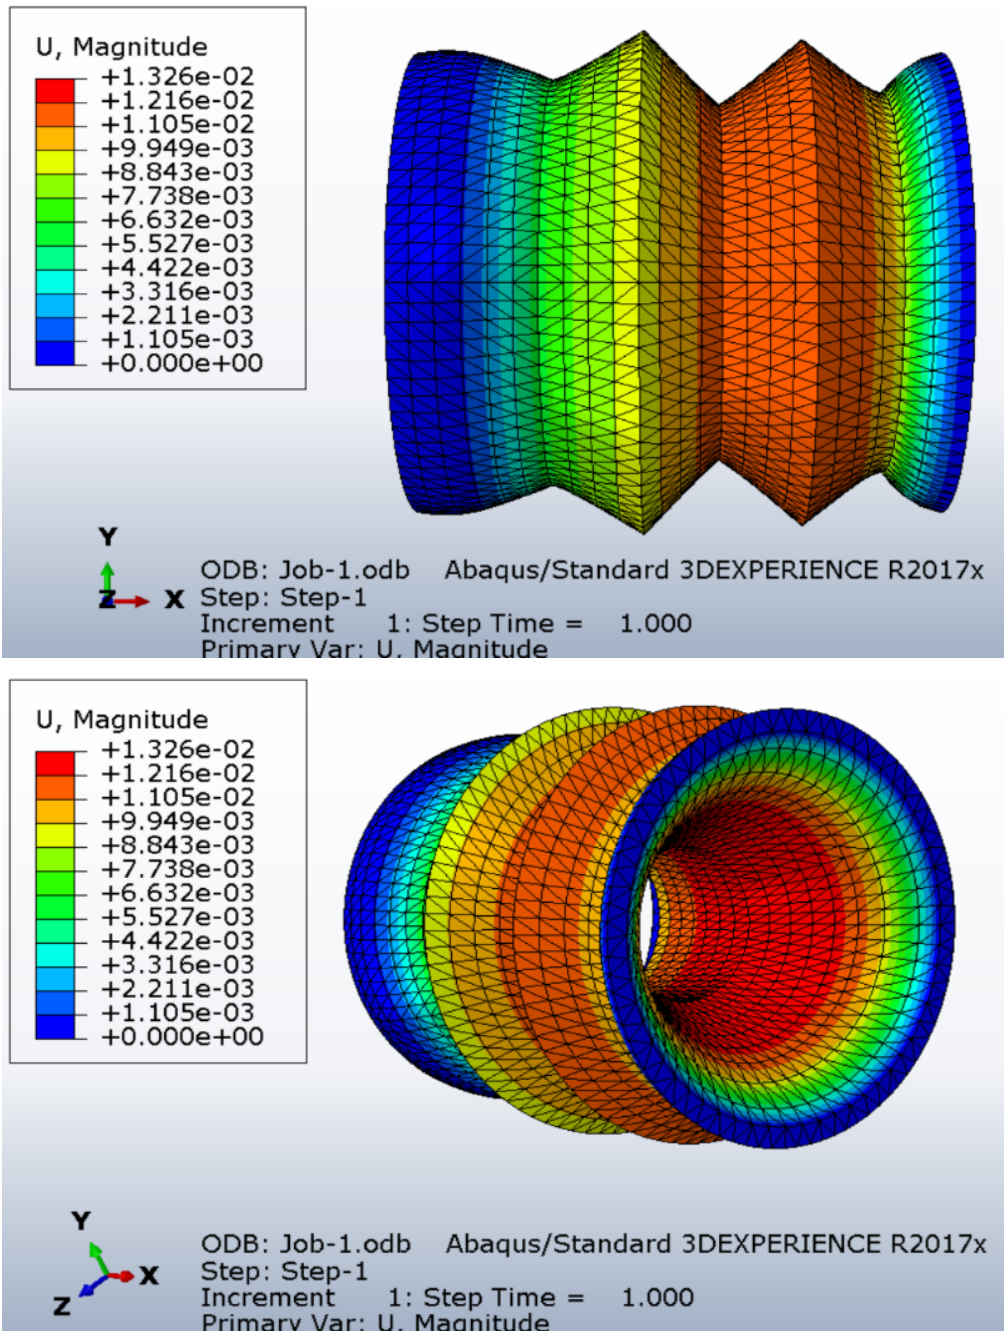 U, Magnitude
+1.326e-02
+1.216e-02
+1.105e-02
+9.949e-03
+8.843e-03
+7.738e-03
+6.632e-03
+5.527e-03
+4.422e-03
+3.316e-03
+2.211e-03
+1.105e-03
+0.000e+00
Y
Z
X
ODB: Job-1.odb Abaqus/Standard 3DEXPERIENCE R2017x
Step: Step-1
Increment 1: Step Time = 1.000
Primary Var: U, Magnitude
U, Magnitude
+1.326e-02
+1.216e-02
+1.105e-02
+9.949e-03
+8.843e-03
+7.738e-03
+6.632e-03
+5.527e-03
+4.422e-03
+3.316e-03
+2.211e-03
+1.105e-03
+0.000e+00
Y
X
Z
ODB: Job-1.odb Abaqus/Standard 3DEXPERIENCE R2017x
Step: Step-1
Increment 1: Step Time = 1.000
Primary Var: U, Magnitude